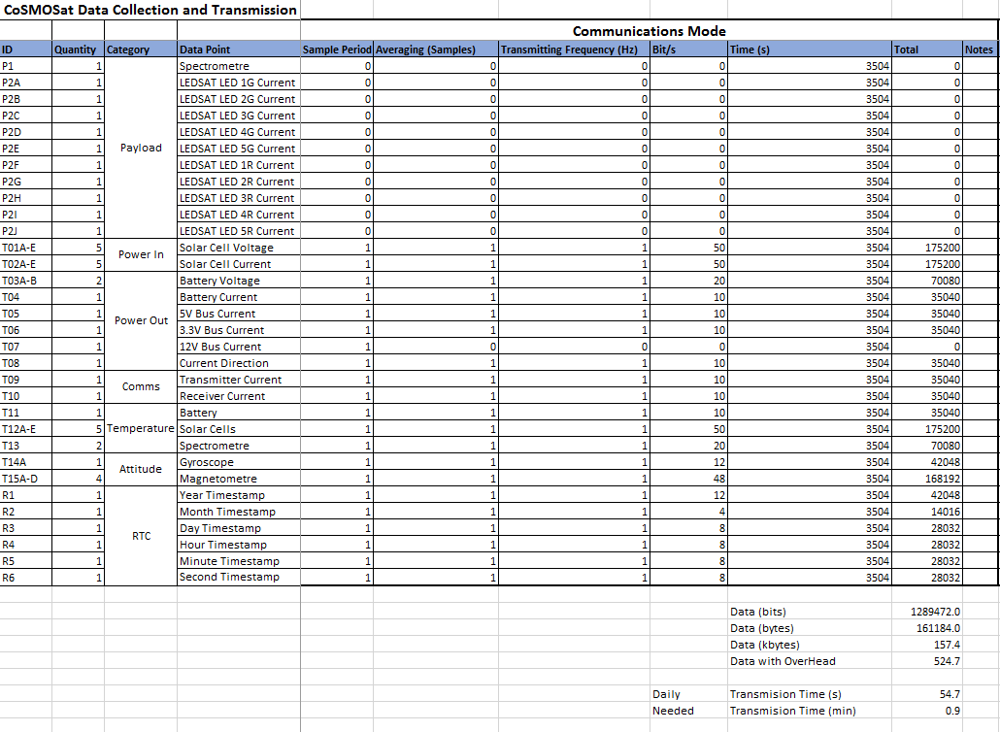 CoSMOSat Data Collection and Transmission
Communications Mode
ID Quantity Category Data Point Sample Period Averaging (Samples) Transmitting Frequency (Hz) Bit/s Time (s) Total Notes
P1 1 Spectrometre 0 0 0 0 3504 0
P2A 1 LEDSAT LED 1G Current 0 0 0 0 3504 0
P2B 1 LEDSAT LED 2G Current 0 0 0 0 3504 0
P2C 1 LEDSAT LED 3G Current 0 0 0 0 3504 0
P2D 1 LEDSAT LED 4G Current 0 0 0 0 3504 0
P2E 1 Payload LEDSAT LED 5G Current 0 0 0 0 3504 0
P2F 1 LEDSAT LED 1R Current 0 0 0 0 3504 0
P2G 1 LEDSAT LED 2R Current 0 0 0 0 3504 0
P2H 1 LEDSAT LED 3R Current 0 0 0 0 3504 0
P2I 1 LEDSAT LED 4R Current 0 0 0 0 3504 0
P2J 1 LEDSAT LED 5R Current 0 0 0 0 3504 0
T01A-E 5 Power In Solar Cell Voltage 1 1 1 50 3504 175200
T02A-E 5 Solar Cell Current 1 1 1 50 3504 175200
T03A-B 2 Battery Voltage 1 1 1 20 3504 70080
T04 1 Battery Current 1 1 1 10 3504 35040
T05 1 Power Out 5V Bus Current 1 1 1 10 3504 35040
T06 1 3.3V Bus Current 1 1 1 10 3504 35040
T07 1 12V Bus Current 1 0 0 0 3504 0
T08 1 Current Direction 1 1 1 10 3504 35040
T09 1 Comms Transmitter Current 1 1 1 10 3504 35040
T10 1 Receiver Current 1 1 1 10 3504 35040
T11 1 Battery 1 1 1 10 3504 35040
T12A-E 5 Temperature Solar Cells 1 1 1 50 3504 175200
T13 2 Spectrometre 1 1 1 20 3504 70080
T14A 1 Attitude Gyroscope 1 1 1 12 3504 42048
T15A-D 4 Magnetometre 1 1 1 48 3504 168192
R1 1 Year Timestamp 1 1 1 12 3504 42048
R2 1 Month Timestamp 1 1 1 4 3504 14016
R3 1 RTC Day Timestamp 1 1 1 8 3504 28032
R4 1 Hour Timestamp 1 1 1 8 3504 28032
R5 1 Minute Timestamp 1 1 1 8 3504 28032
R6 1 Second Timestamp 1 1 1 8 3504 28032
Data (bits) 1289472.0
Data (bytes) 161184.0
Data (kbytes) 157.4
Data with OverHead 524.7
Daily Transmision Time (s) 54.7
Needed Transmision Time (min) 0.9